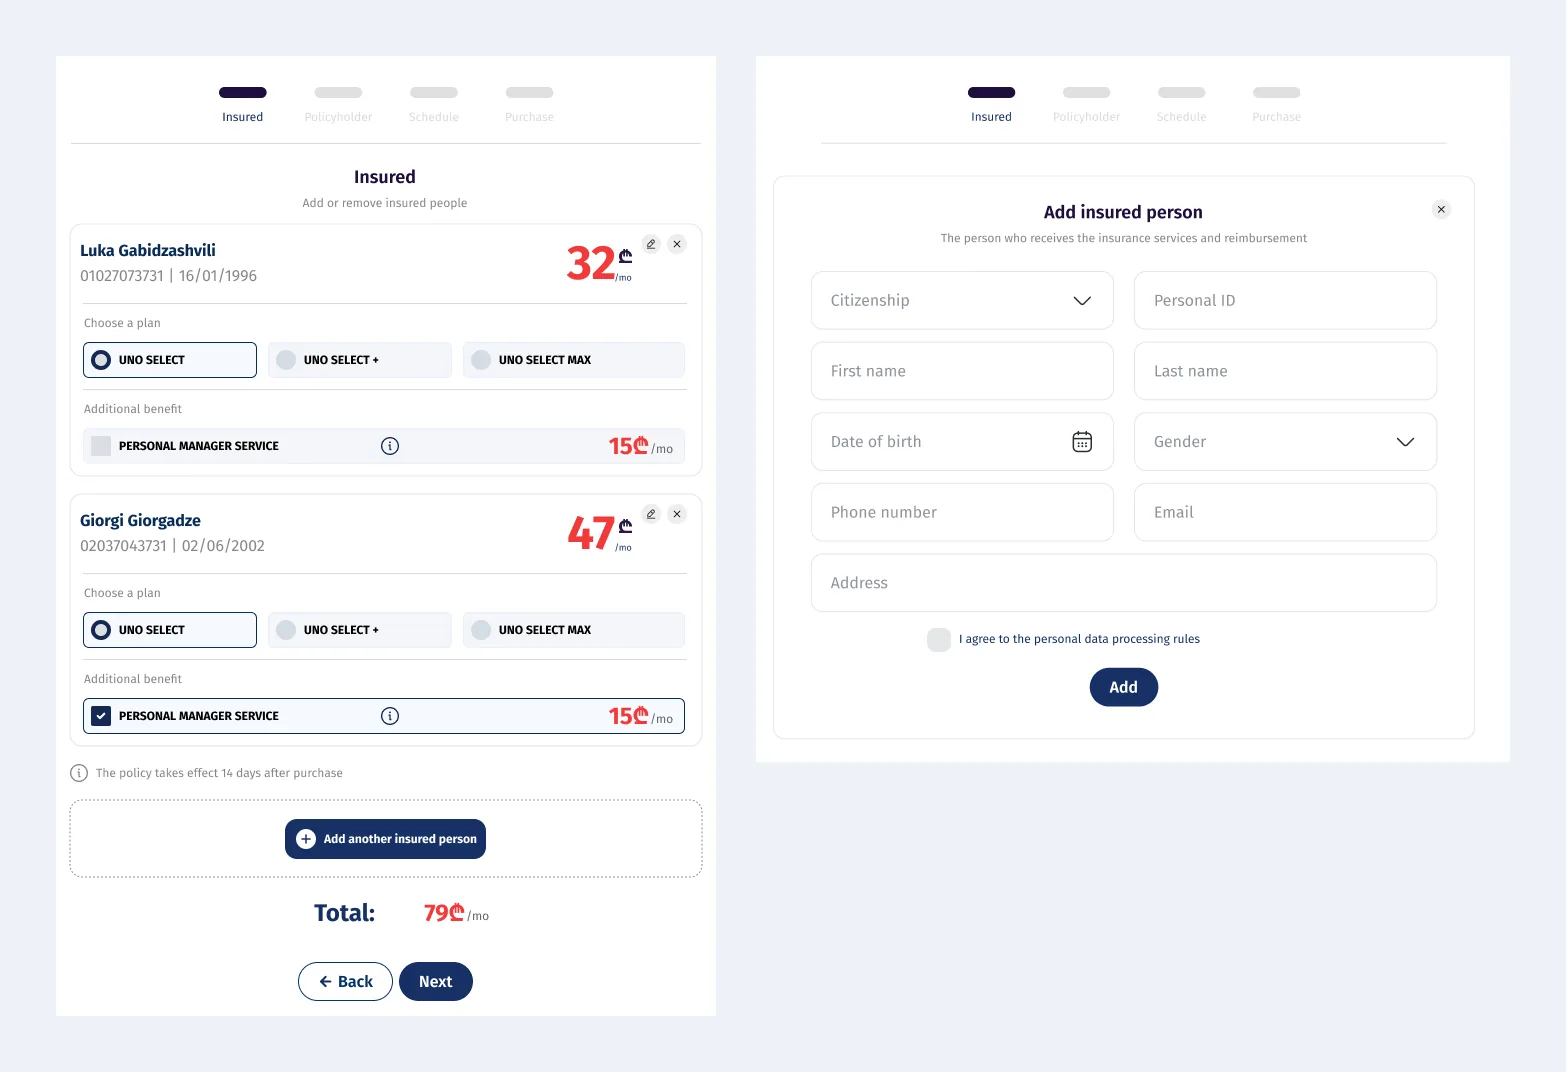 Insured Policyholder Schedule Purchase
Insured
Add or remove insured people
Luka Gabidzashvili
01027073731 | 16/01/1996
32₾/mo
Choose a plan
UNO SELECT UNO SELECT + UNO SELECT MAX
Additional benefit
PERSONAL MANAGER SERVICE 15₾/mo
Giorgi Giorgadze
02037043731 | 02/06/2002
47₾/mo
Choose a plan
UNO SELECT UNO SELECT + UNO SELECT MAX
Additional benefit
PERSONAL MANAGER SERVICE 15₾/mo
The policy takes effect 14 days after purchase
Add another insured person
Total: 79₾/mo
← Back Next
Insured Policyholder Schedule Purchase
Add insured person
The person who receives the insurance services and reimbursement
Citizenship Personal ID
First name Last name
Date of birth Gender
Phone number Email
Address
I agree to the personal data processing rules
Add